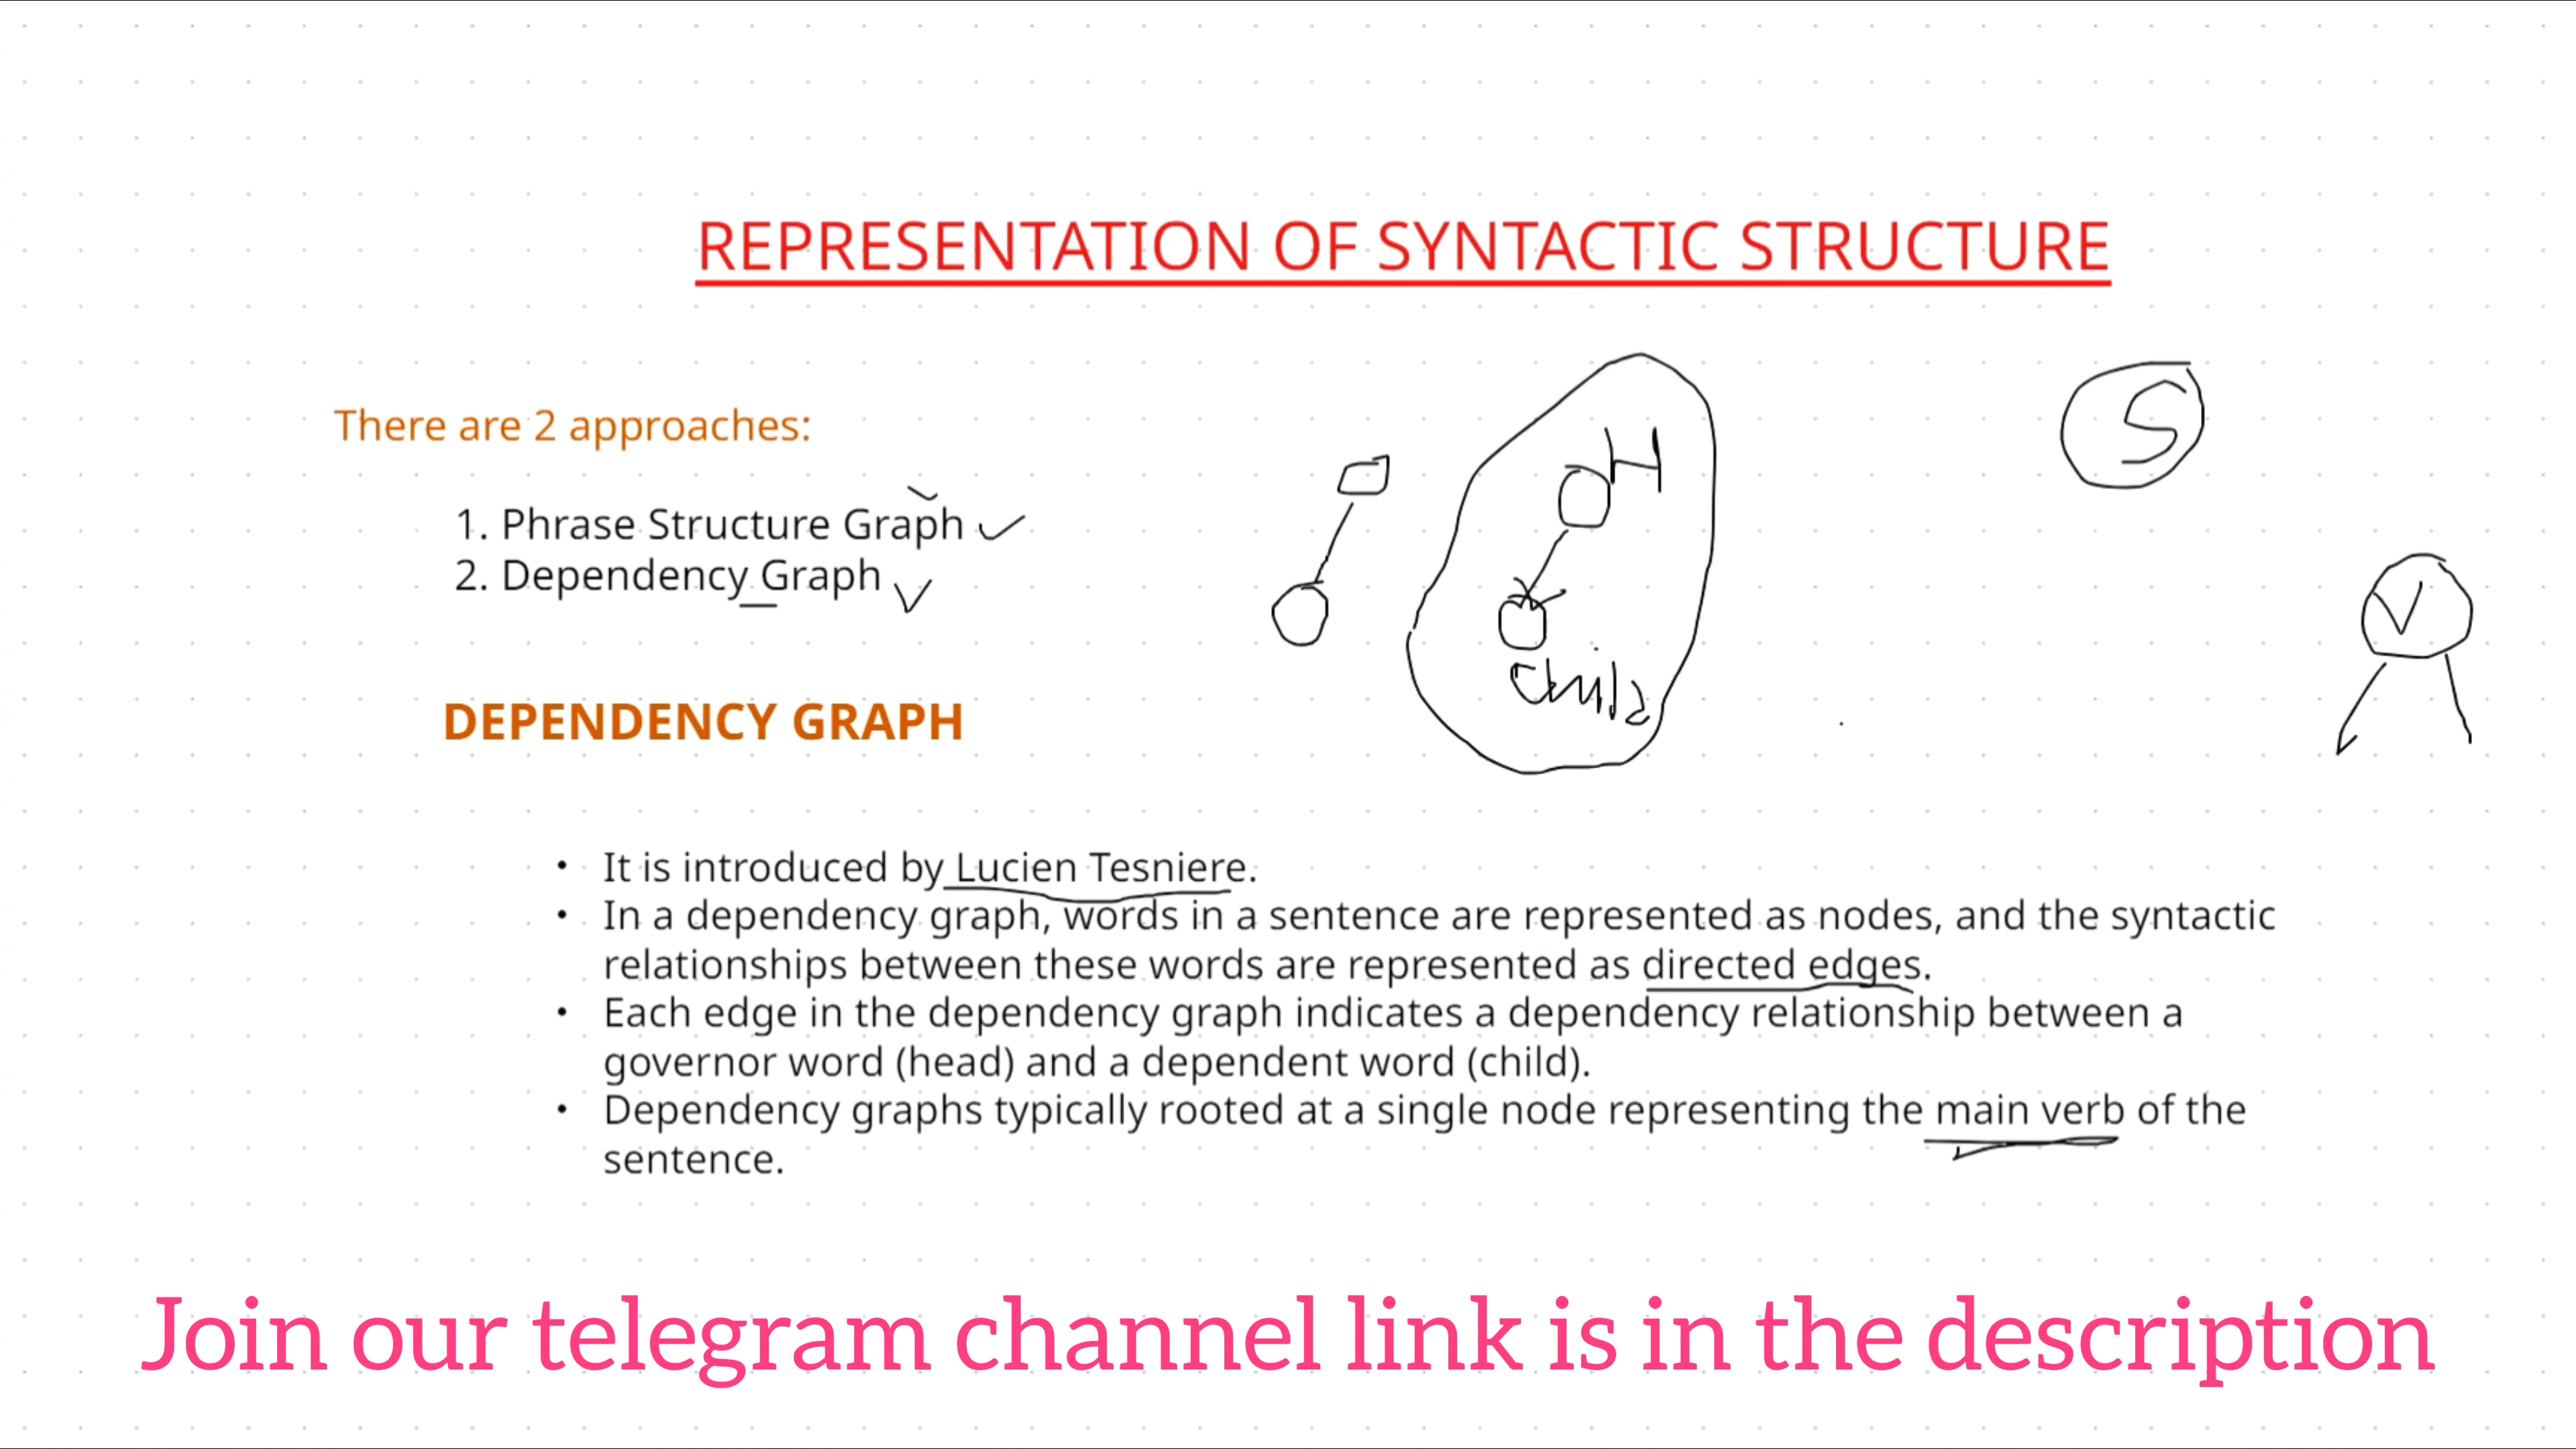 REPRESENTATION OF SYNTACTIC STRUCTURE
There are 2 approaches:
1. Phrase Structure Graph
2. Dependency Graph
H
Child
S
V
DEPENDENCY GRAPH
• It is introduced by Lucien Tesniere.
• In a dependency graph, words in a sentence are represented as nodes, and the syntactic
relationships between these words are represented as directed edges.
• Each edge in the dependency graph indicates a dependency relationship between a
governor word (head) and a dependent word (child).
• Dependency graphs typically rooted at a single node representing the main verb of the
sentence.
Join our telegram channel link is in the description